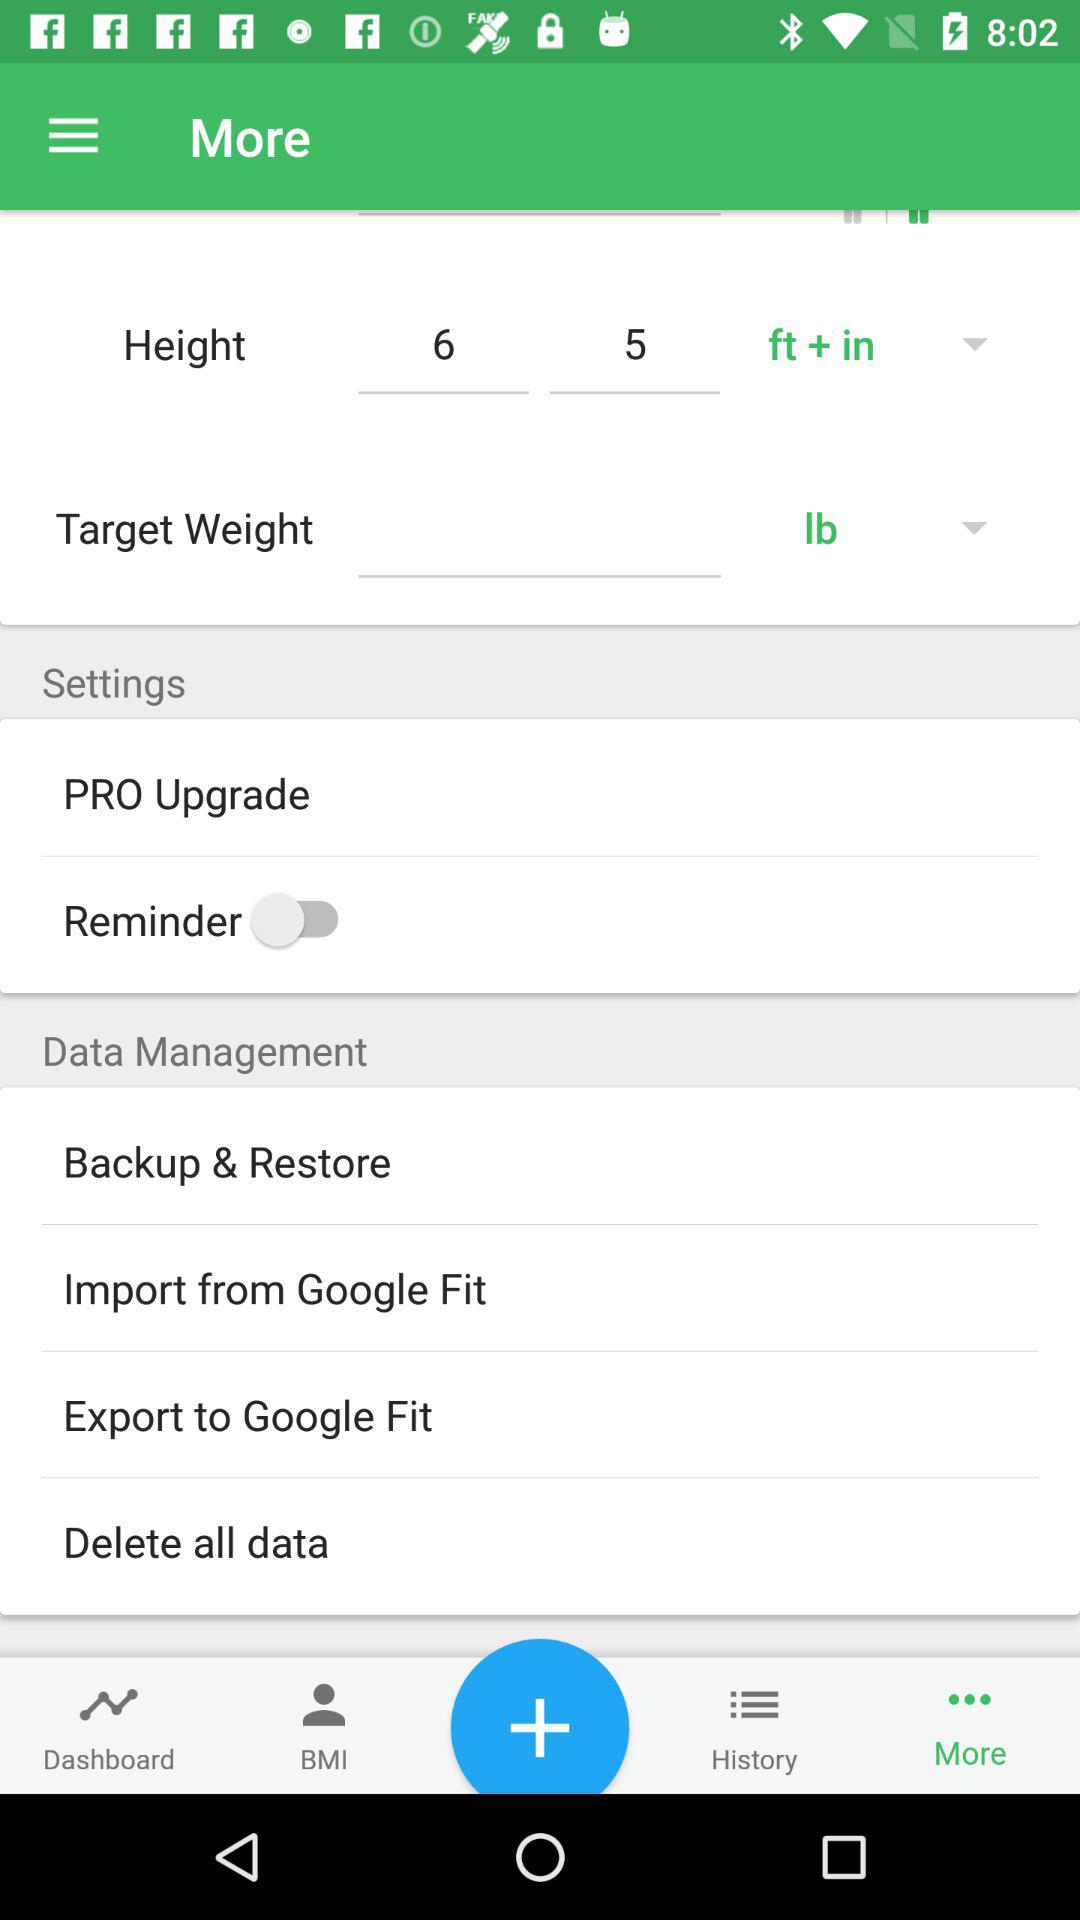 FAKE 8:02
More
Height 6 5 ft + in
Target Weight lb
Settings
PRO Upgrade
Reminder
Data Management
Backup & Restore
Import from Google Fit
Export to Google Fit
Delete all data
Dashboard BMI History More